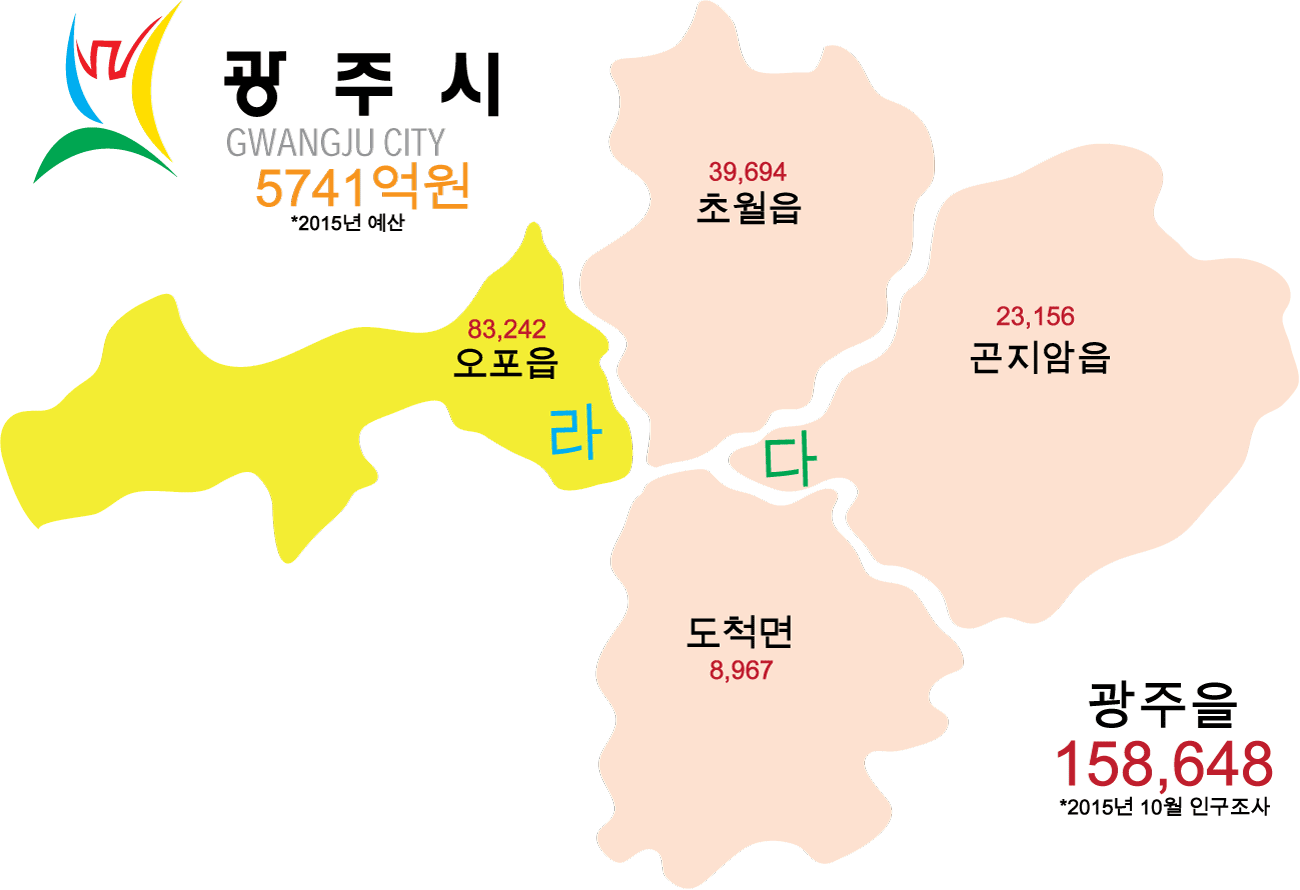 광주시
GWANGJU CITY
5741억원
*2015년 예산
39,694
초월읍
23,156
곤지암읍
83,242
오포읍
라
다
도척면
8,967
광주을
158,648
*2015년 10월 인구조사